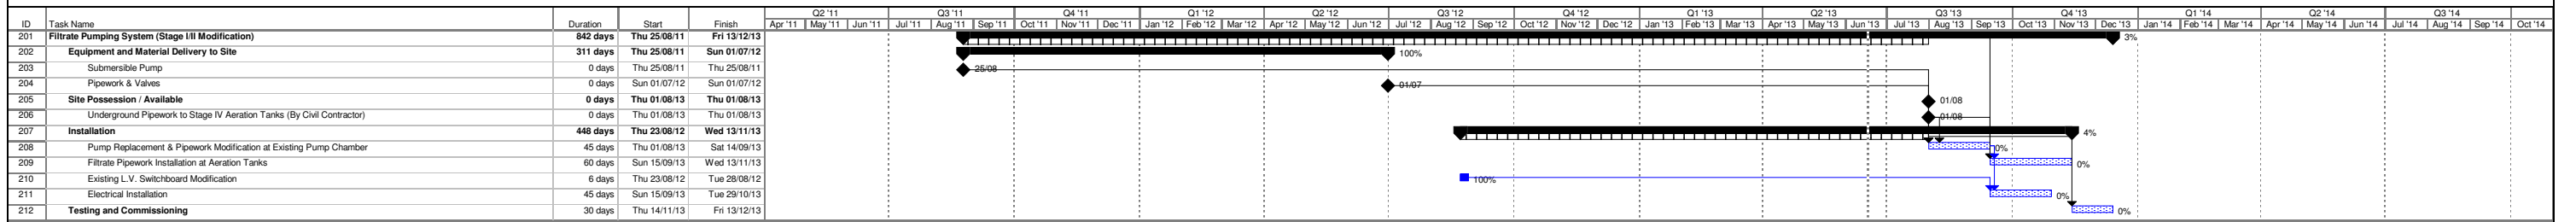 Q2 '11 Q3 '11 Q4 '11 Q1 '12 Q2 '12 Q3 '12 Q4 '12 Q1 '13 Q2 '13 Q3 '13 Q4 '13 Q1 '14 Q2 '14 Q3 '14
ID Task Name Duration Start Finish Apr '11 May '11 Jun '11 Jul '11 Aug '11 Sep '11 Oct '11 Nov '11 Dec '11 Jan '12 Feb '12 Mar '12 Apr '12 May '12 Jun '12 Jul '12 Aug '12 Sep '12 Oct '12 Nov '12 Dec '12 Jan '13 Feb '13 Mar '13 Apr '13 May '13 Jun '13 Jul '13 Aug '13 Sep '13 Oct '13 Nov '13 Dec '13 Jan '14 Feb '14 Mar '14 Apr '14 May '14 Jun '14 Jul '14 Aug '14 Sep '14 Oct '14
201 Filtrate Pumping System (Stage I/II Modification) 842 days Thu 25/08/11 Fri 13/12/13 3%
202 Equipment and Material Delivery to Site 311 days Thu 25/08/11 Sun 01/07/12 100%
203 Submersible Pump 0 days Thu 25/08/11 Thu 25/08/11 25/08
204 Pipework & Valves 0 days Sun 01/07/12 Sun 01/07/12 01/07
205 Site Possession / Available 0 days Thu 01/08/13 Thu 01/08/13 01/08
206 Underground Pipework to Stage IV Aeration Tanks (By Civil Contractor) 0 days Thu 01/08/13 Thu 01/08/13 01/08
207 Installation 448 days Thu 23/08/12 Wed 13/11/13 4%
208 Pump Replacement & Pipework Modification at Existing Pump Chamber 45 days Thu 01/08/13 Sat 14/09/13 0%
209 Filtrate Pipework Installation at Aeration Tanks 60 days Sun 15/09/13 Wed 13/11/13 0%
210 Existing L.V. Switchboard Modification 6 days Thu 23/08/12 Tue 28/08/12 100%
211 Electrical Installation 45 days Sun 15/09/13 Tue 29/10/13 0%
212 Testing and Commissioning 30 days Thu 14/11/13 Fri 13/12/13 0%